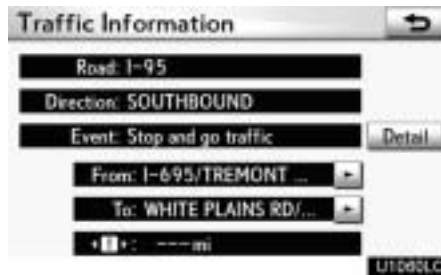 Traffic Information
Road: I-95
Direction: SOUTHBOUND
Event: Stop and go traffic
Detail
From: I-695/TREMONT ...
To: WHITE PLAINS RD/...
: ---mi
U1080LC